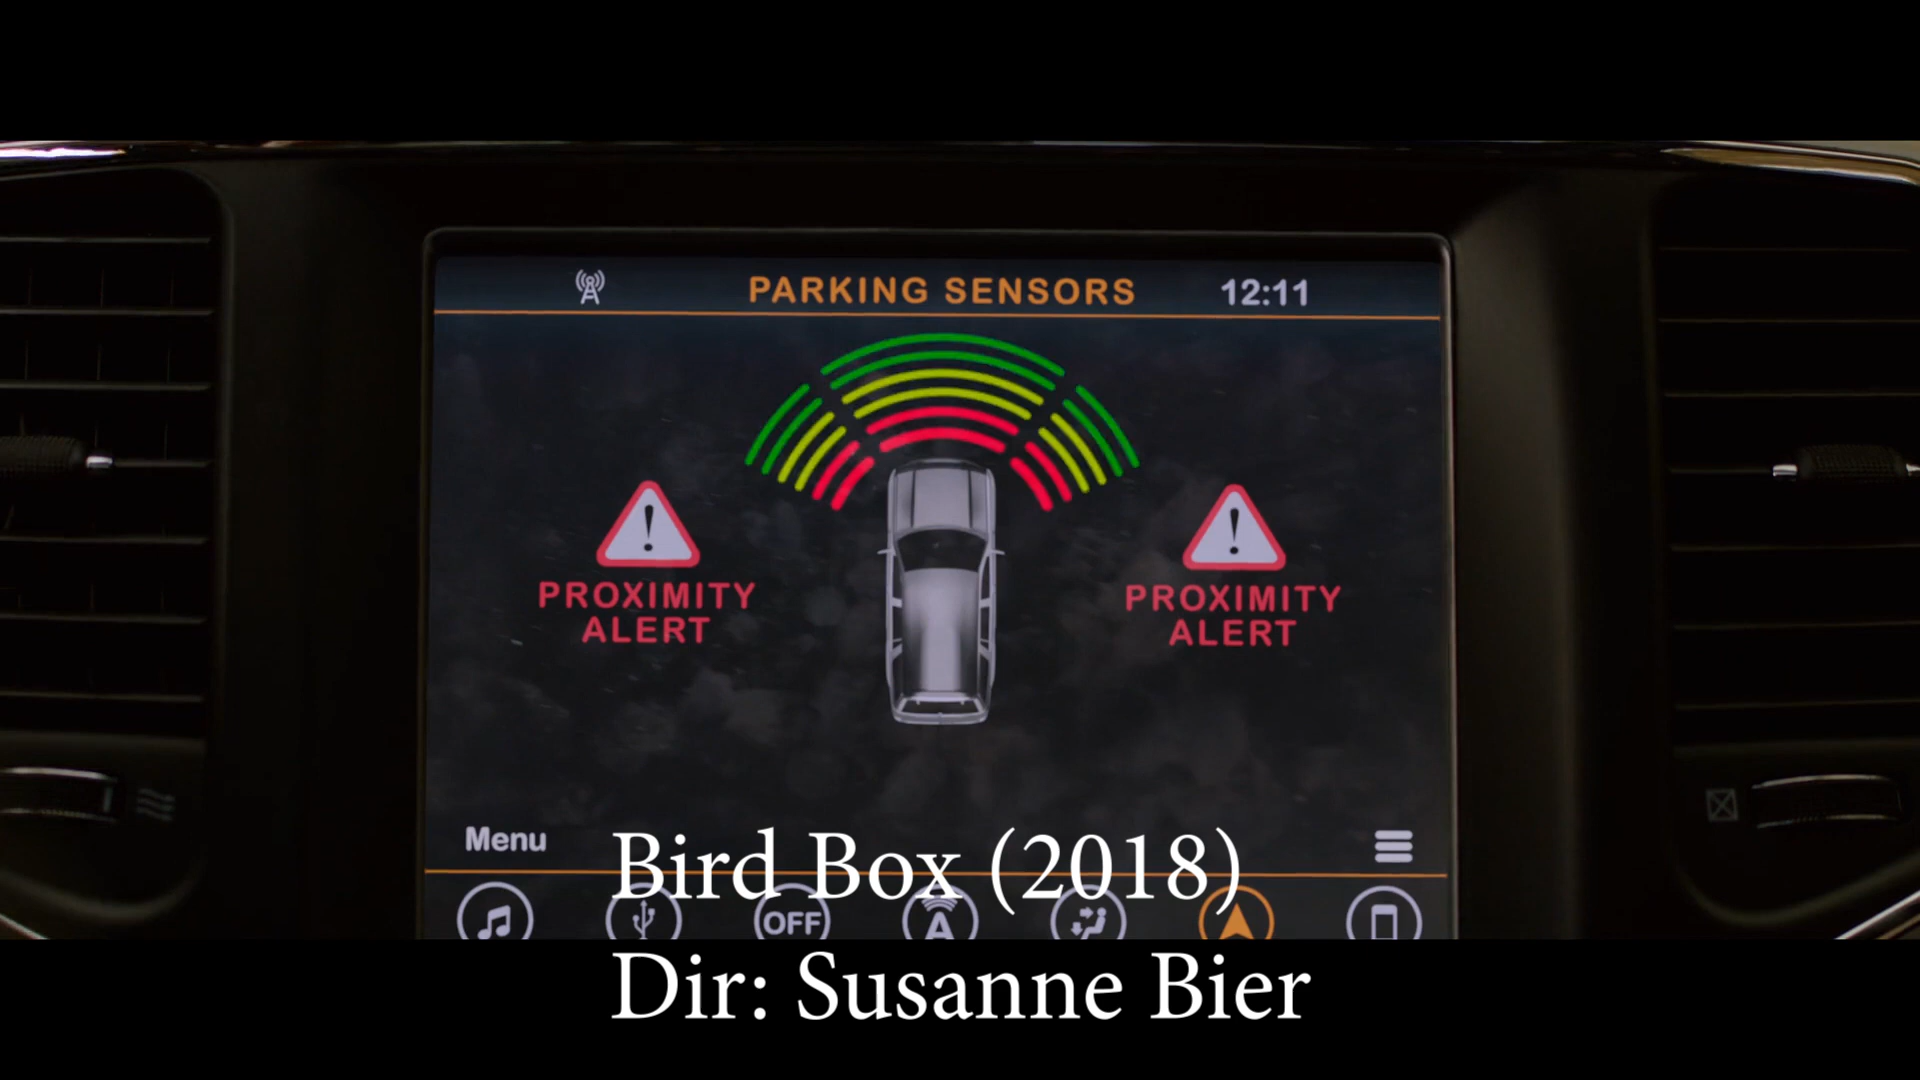 PARKING SENSORS 12:11
PROXIMITY
ALERT
PROXIMITY
ALERT
Menu
Bird Box (2018)
OFF A
Dir: Susanne Bier